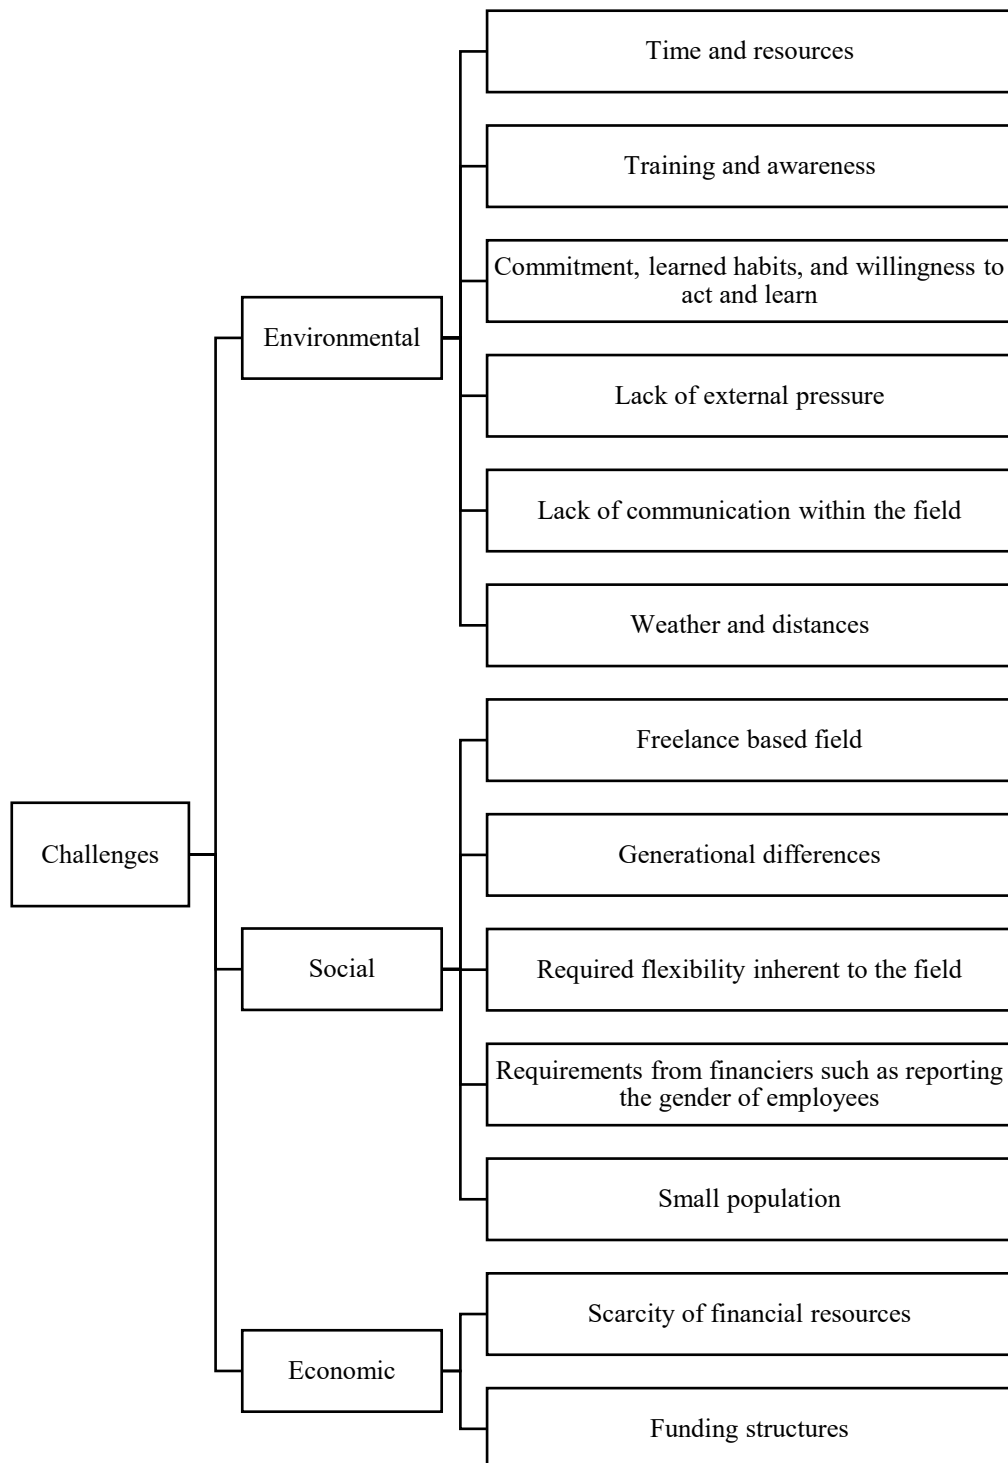 Time and resources
Training and awareness
Commitment, learned habits, and willingness to
act and learn
Environmental
Lack of external pressure
Lack of communication within the field
Weather and distances
Freelance based field
Challenges
Generational differences
Social
Required flexibility inherent to the field
Requirements from financiers such as reporting
the gender of employees
Small population
Scarcity of financial resources
Economic
Funding structures